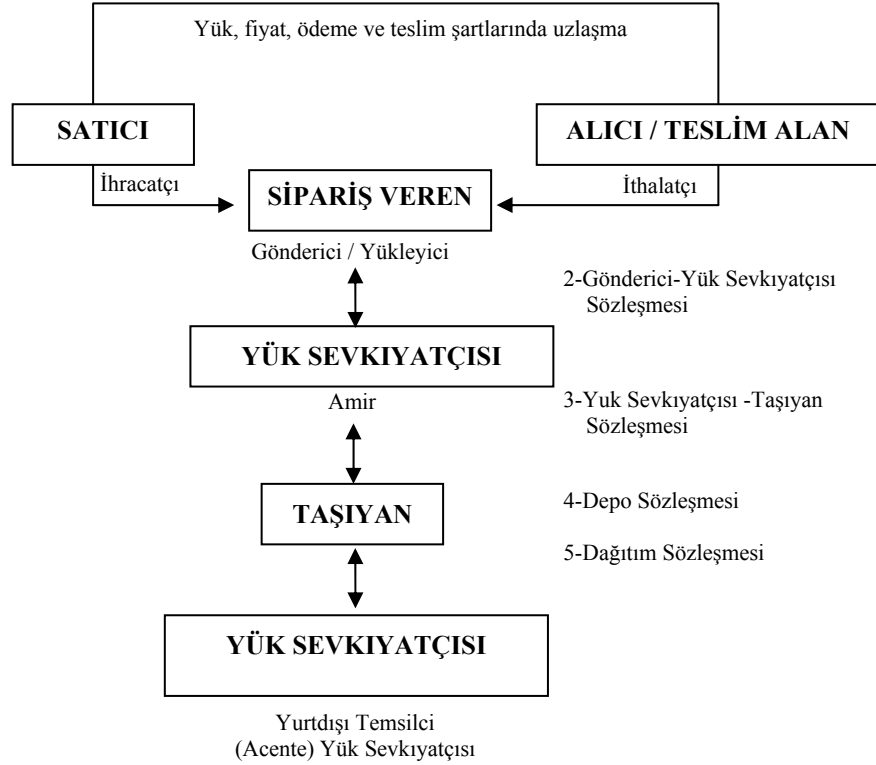 Yük, fiyat, ödeme ve teslim şartlarında uzlaşma
SATICI
ALICI / TESLİM ALAN
İhracatçı
İthalatçı
SİPARİŞ VEREN
Gönderici / Yükleyici
2-Gönderici-Yük Sevkıyatçısı
Sözleşmesi
YÜK SEVKIYATÇISI
Amir
3-Yuk Sevkıyatçısı -Taşıyan
Sözleşmesi
TAŞIYAN
4-Depo Sözleşmesi
5-Dağıtım Sözleşmesi
YÜK SEVKIYATÇISI
Yurtdışı Temsilci
(Acente) Yük Sevkıyatçısı